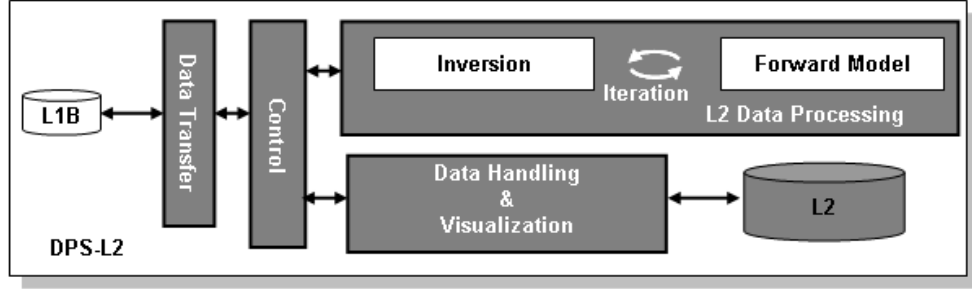 L1B
Data Transfer
Control
Inversion
Iteration
Forward Model
L2 Data Processing
Data Handling
&
Visualization
L2
DPS-L2